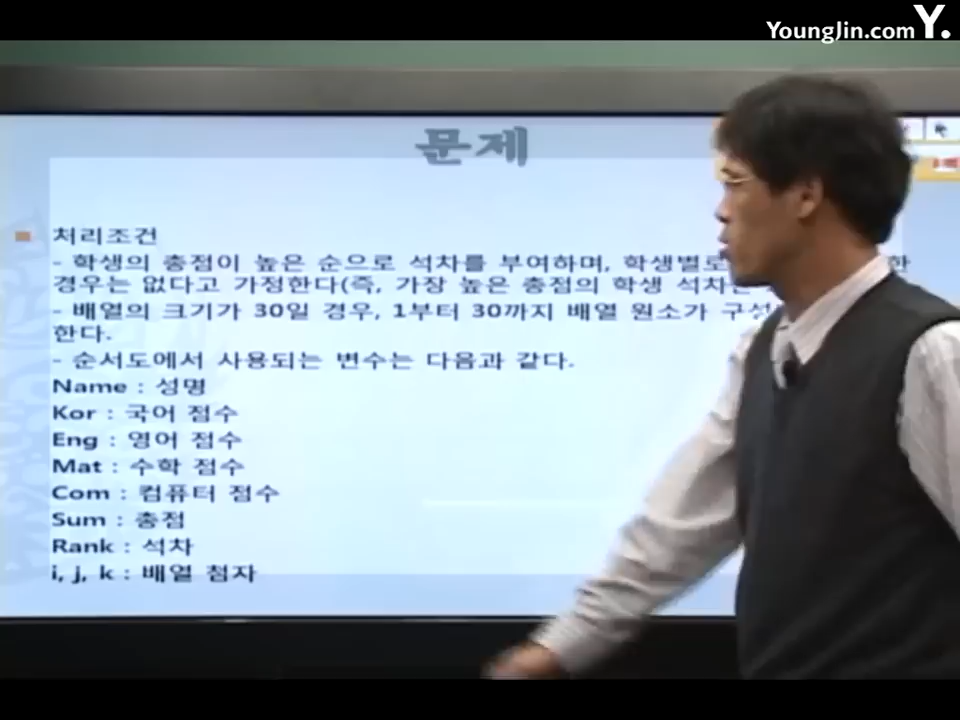 YoungJin.com Y.
문제
처리조건
- 학생의 총점이 높은 순으로 석차를 부여하며, 학생별로 한
경우는 없다고 가정한다(즉, 가장 높은 총점의 학생 석차는
- 배열의 크기가 30일 경우, 1부터 30까지 배열 원소가 구성
한다.
- 순서도에서 사용되는 변수는 다음과 같다.
Name : 성명
Kor : 국어 점수
Eng : 영어 점수
Mat : 수학 점수
Com : 컴퓨터 점수
Sum : 총점
Rank : 석차
i, j, k : 배열 첨자